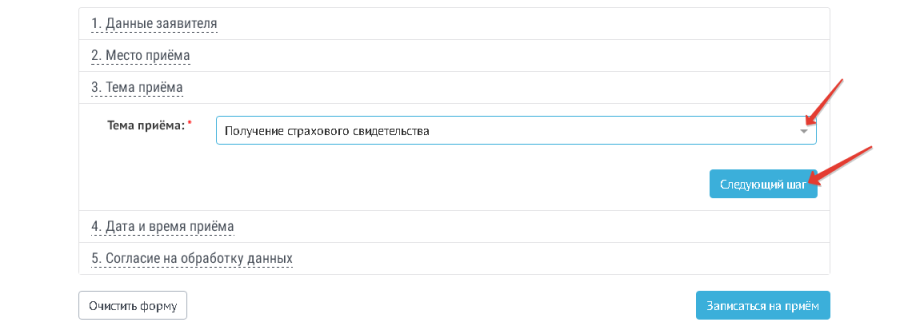 1. Данные заявителя
2. Место приёма
3. Тема приёма
Тема приёма: *
Получение страхового свидетельства
Следующий шаг
4. Дата и время приёма
5. Согласие на обработку данных
Очистить форму
Записаться на приём